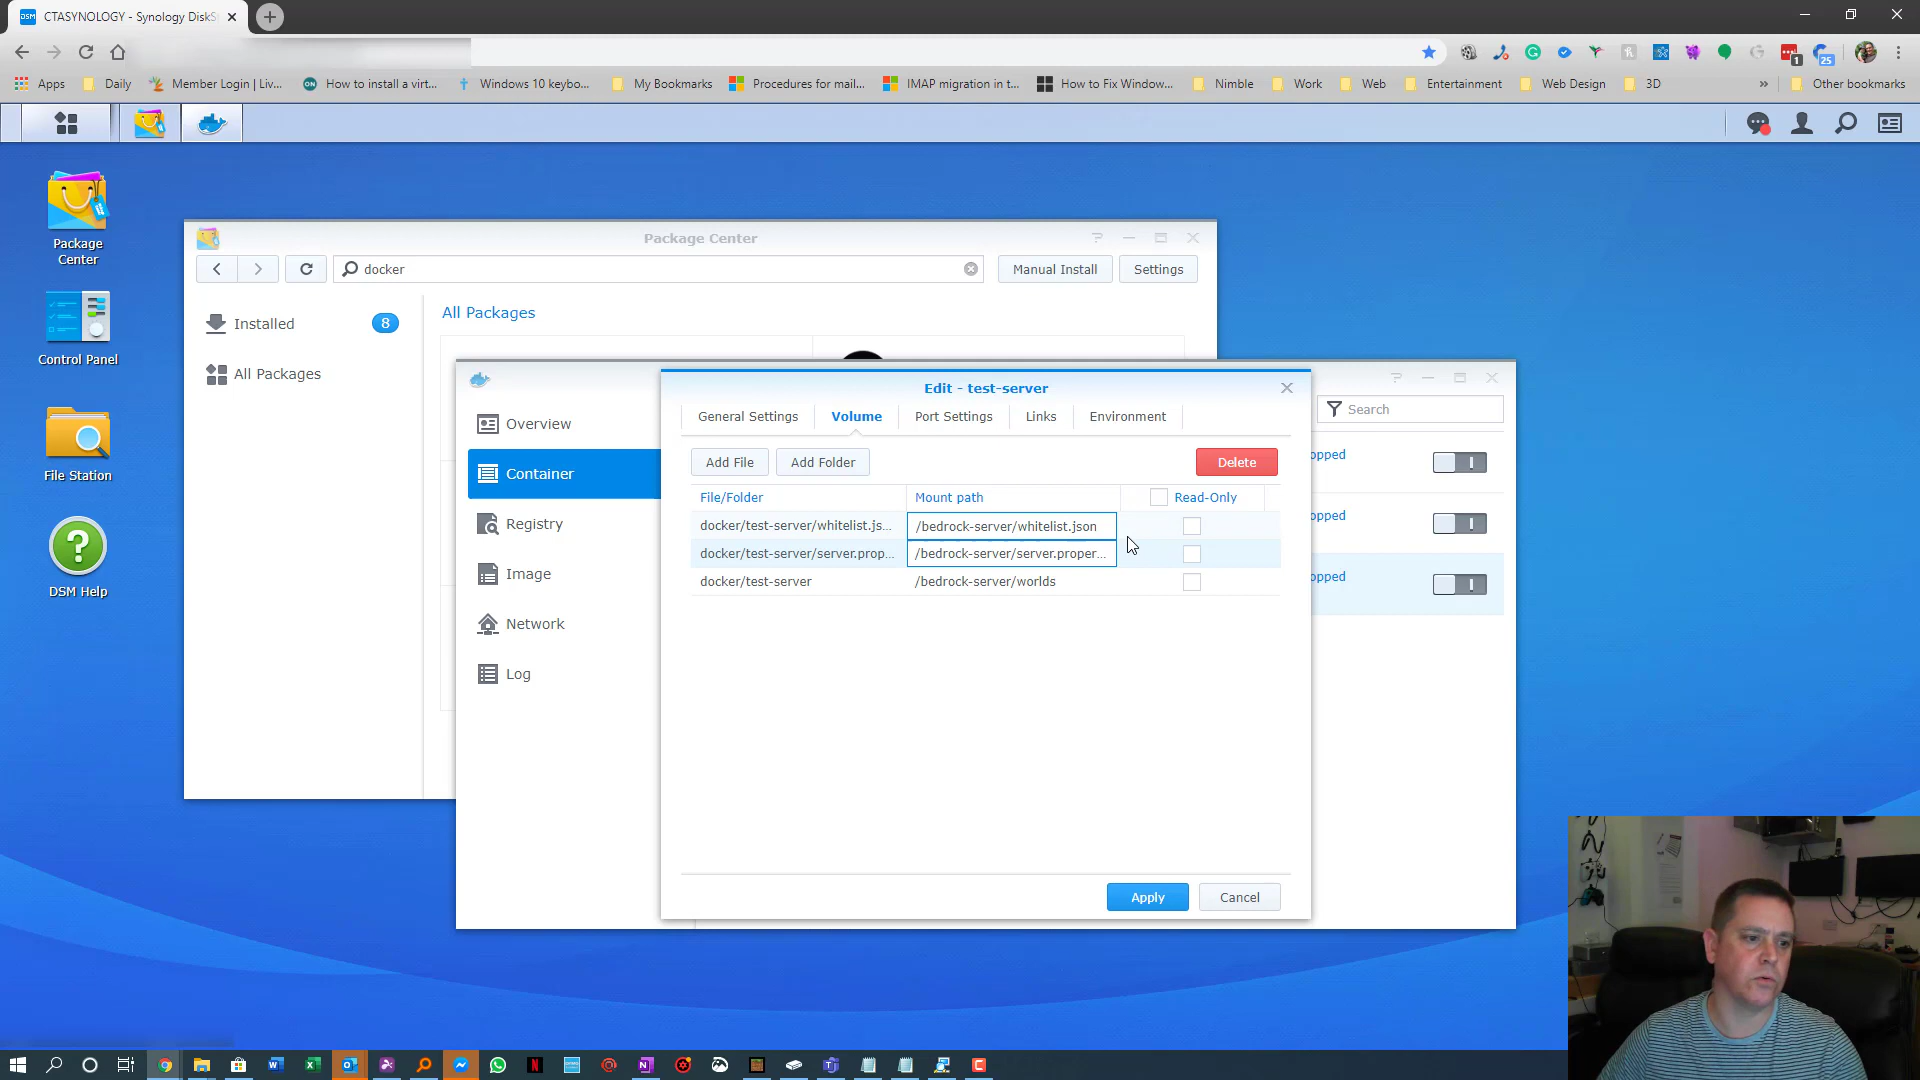 DSM CTASYNOLOGY - Synology DiskS
Apps Daily Member Login | Liv... ON How to install a virt... Windows 10 keybo... My Bookmarks Procedures for mail... IMAP migration in t... How to Fix Window... Nimble Work Web Entertainment Web Design 3D » Other bookmarks
1
25
Package
Center
Control Panel
File Station
DSM Help
Package Center
docker
Manual Install
Settings
Installed 8
All Packages
All Packages
Overview
Container
Registry
Image
Network
Log
Search
opped
opped
opped
Edit - test-server
General Settings Volume Port Settings Links Environment
Add File Add Folder Delete
File/Folder Mount path Read-Only
docker/test-server/whitelist.js... /bedrock-server/whitelist.json
docker/test-server/server.prop... /bedrock-server/server.proper...
docker/test-server /bedrock-server/worlds
Apply Cancel